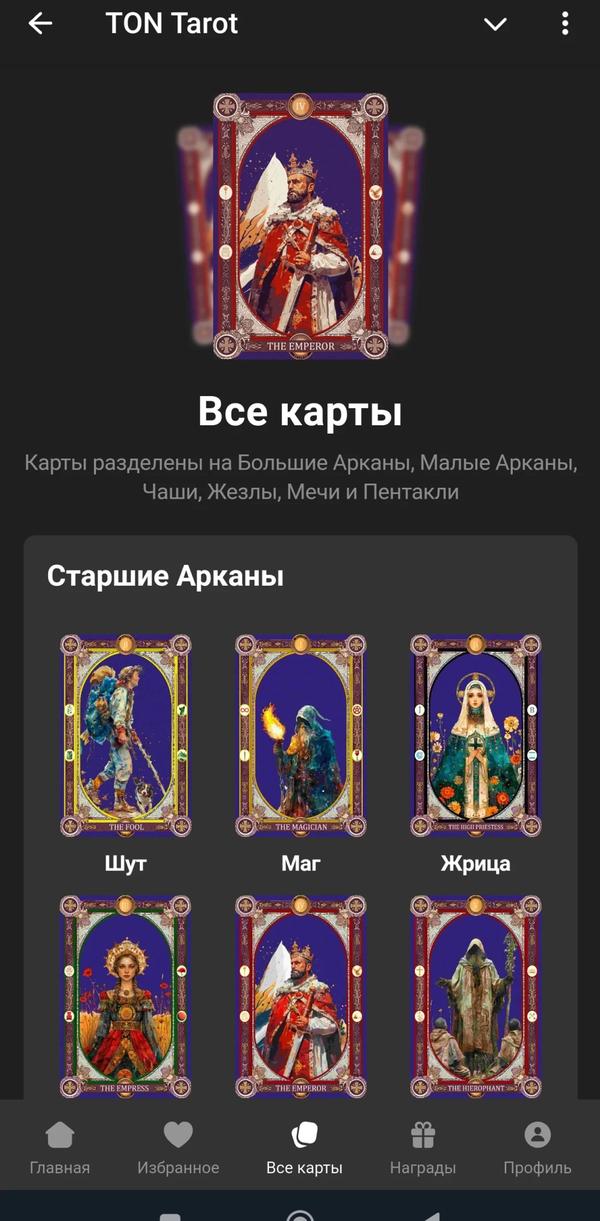 TON Tarot
IV
THE EMPEROR
Все карты
Карты разделены на Большие Арканы, Малые Арканы,
Чаши, Жезлы, Мечи и Пентакли
Старшие Арканы
THE FOOL
THE MAGICIAN
THE HIGH PRIESTESS
Шут
Маг
Жрица
THE EMPRESS
THE EMPEROR
THE HIEROPHANT
Главная
Избранное
Все карты
Награды
Профиль